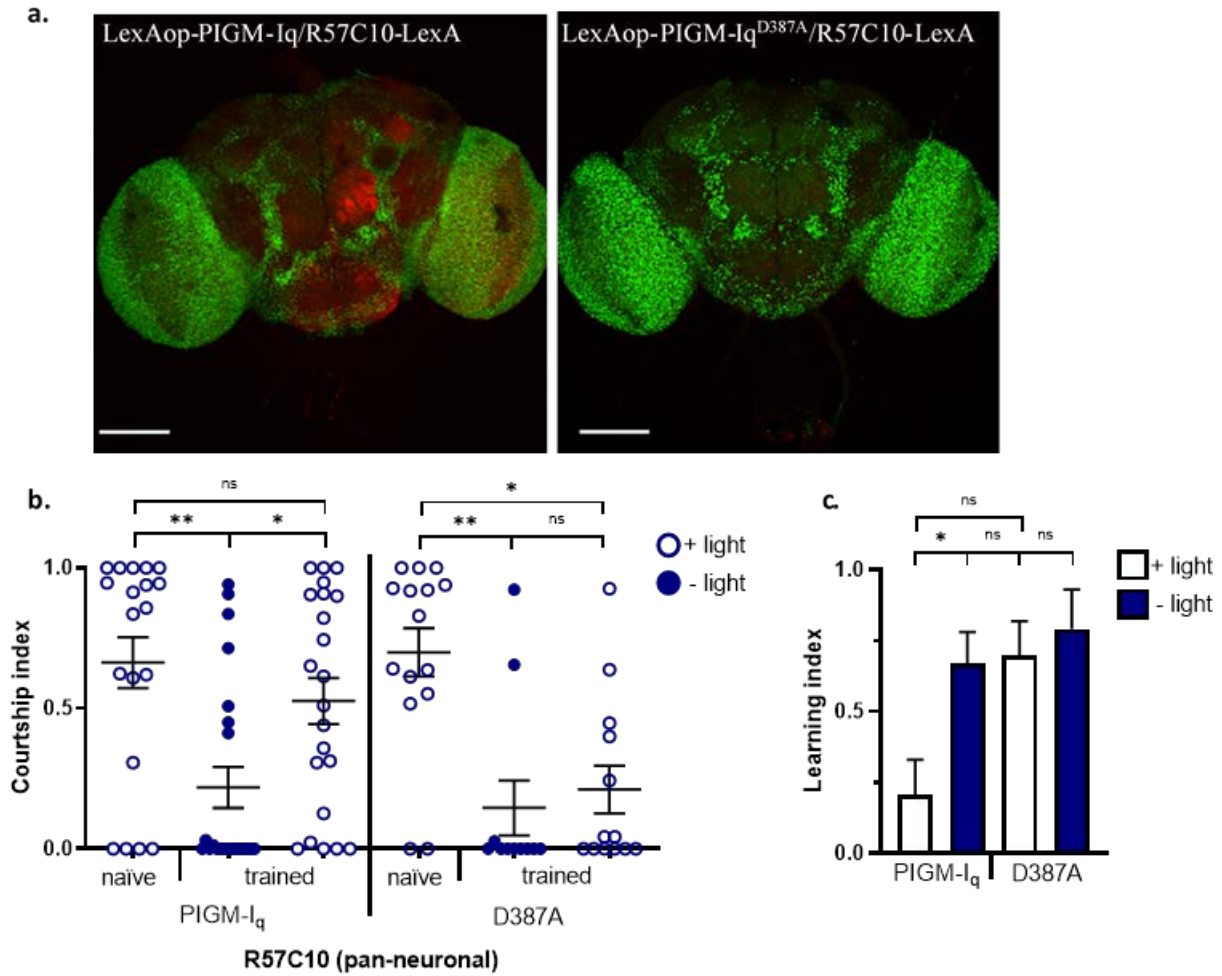 a.
LexAop-PIGM-Iq/R57C10-LexA
LexAop-PIGM-Iq^D387A/R57C10-LexA
b.
ns
** *
*
** ns
+ light
- light
Courtship index
1.0
0.5
0.0
naïve trained
PIGM-Iq
naïve trained
D387A
R57C10 (pan-neuronal)
c.
ns
* ns ns
+ light
- light
Learning index
1.0
0.5
0.0
PIGM-Iq D387A